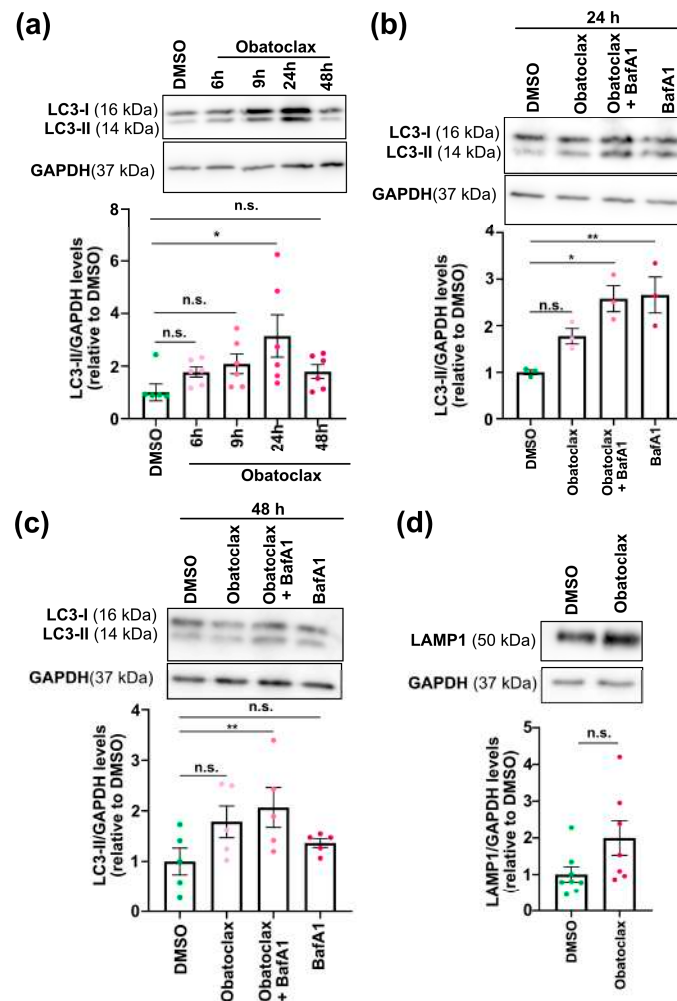 (a)
DMSO
Obatoclax
6h
9h
24h
48h
LC3-I (16 kDa)
LC3-II (14 kDa)
GAPDH(37 kDa)
LC3-II/GAPDH levels
(relative to DMSO)
8
6
4
2
0
n.s.
*
n.s.
n.s.
DMSO
6h
9h
24h
48h
Obatoclax
(b)
24 h
DMSO
Obatoclax
Obatoclax
+ BafA1
BafA1
LC3-I (16 kDa)
LC3-II (14 kDa)
GAPDH(37 kDa)
LC3-II/GAPDH levels
(relative to DMSO)
4
3
2
1
0
**
*
n.s.
DMSO
Obatoclax
Obatoclax
+ BafA1
BafA1
(c)
48 h
DMSO
Obatoclax
Obatoclax
+ BafA1
BafA1
LC3-I (16 kDa)
LC3-II (14 kDa)
GAPDH(37 kDa)
LC3-II/GAPDH levels
(relative to DMSO)
4
3
2
1
0
n.s.
**
n.s.
DMSO
Obatoclax
Obatoclax
+ BafA1
BafA1
(d)
DMSO
Obatoclax
LAMP1 (50 kDa)
GAPDH (37 kDa)
LAMP1/GAPDH levels
(relative to DMSO)
5
4
3
2
1
0
n.s.
DMSO
Obatoclax